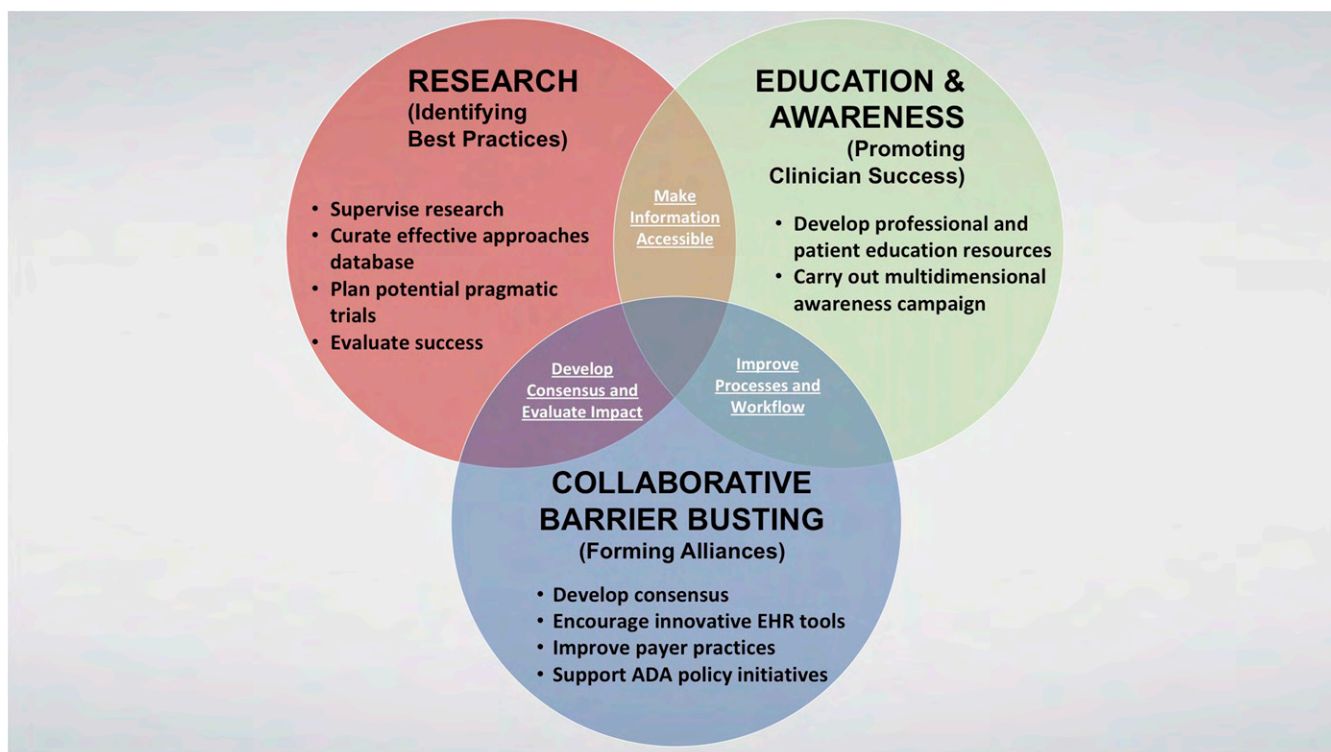 RESEARCH
(Identifying
Best Practices)
• Supervise research
• Curate effective approaches
database
• Plan potential pragmatic
trials
• Evaluate success
EDUCATION &
AWARENESS
(Promoting
Clinician Success)
• Develop professional and
patient education resources
• Carry out multidimensional
awareness campaign
Make
Information
Accessible
Develop
Consensus and
Evaluate Impact
Improve
Processes and
Workflow
COLLABORATIVE
BARRIER BUSTING
(Forming Alliances)
• Develop consensus
• Encourage innovative EHR tools
• Improve payer practices
• Support ADA policy initiatives